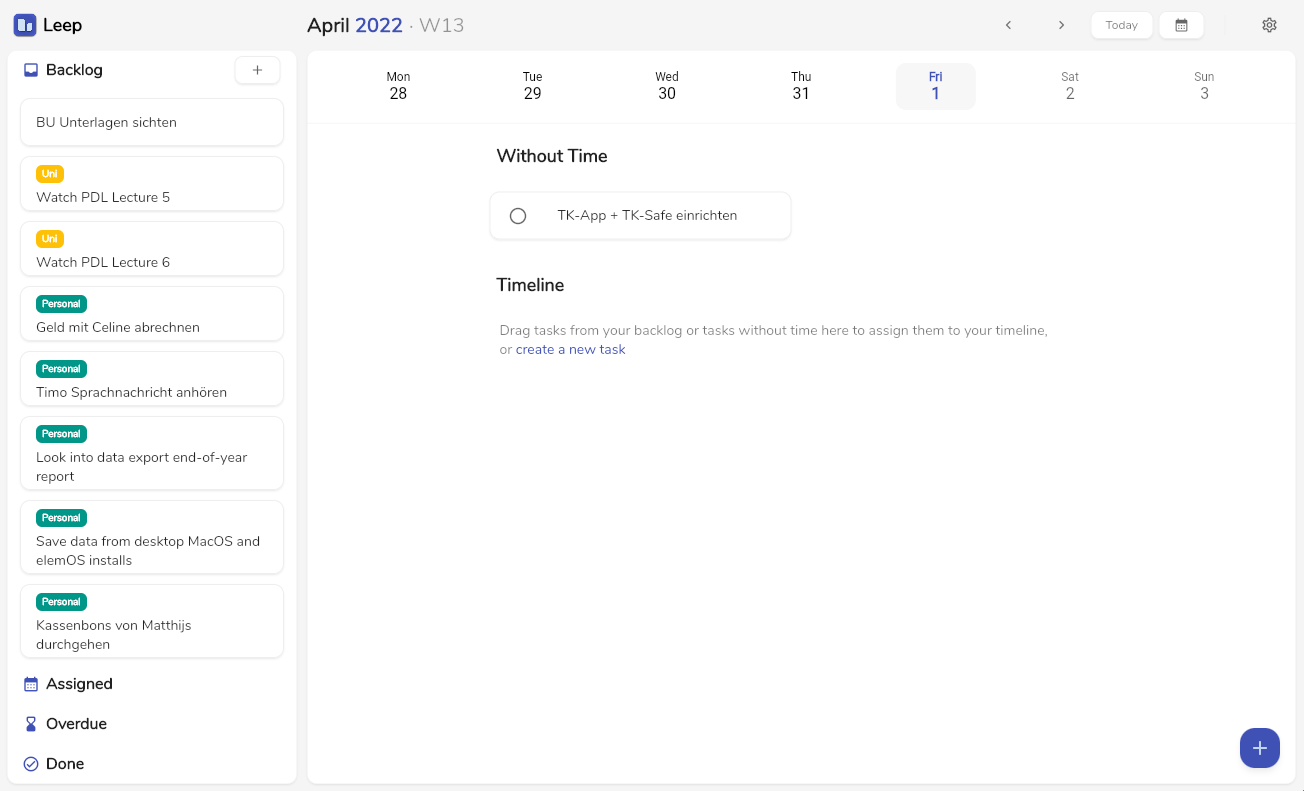 Leep
April 2022 · W13
Today
Backlog
+
BU Unterlagen sichten
Uni
Watch PDL Lecture 5
Uni
Watch PDL Lecture 6
Personal
Geld mit Celine abrechnen
Personal
Timo Sprachnachricht anhören
Personal
Look into data export end-of-year
report
Personal
Save data from desktop MacOS and
elemOS installs
Personal
Kassenbons von Matthijs
durchgehen
Assigned
Overdue
Done
Mon Tue Wed Thu Fri Sat Sun
28 29 30 31 1 2 3
Without Time
TK-App + TK-Safe einrichten
Timeline
Drag tasks from your backlog or tasks without time here to assign them to your timeline,
or create a new task
+